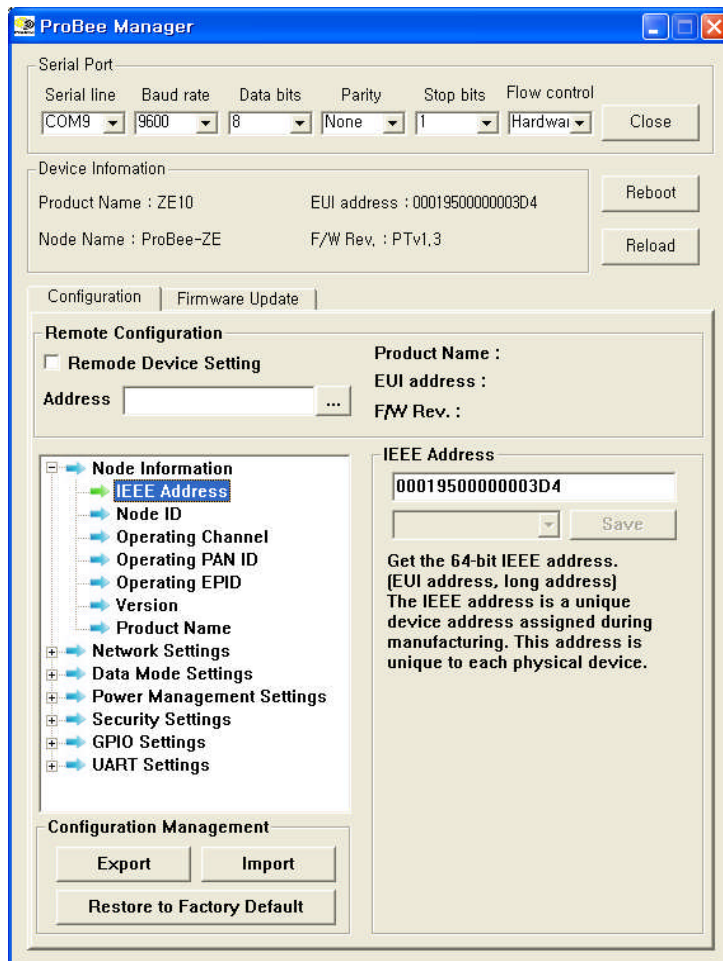 ProBee Manager
Serial Port
Serial line Baud rate Data bits Parity Stop bits Flow control
COM9 9600 8 None 1 Hardwai Close
Device Infomation
Product Name : ZE10 EUI address : 00019500000003D4 Reboot
Node Name : ProBee-ZE F/W Rev. : PTv1.3 Reload
Configuration Firmware Update
Remote Configuration
Remode Device Setting Product Name :
EUI address :
Address ... F/W Rev. :
Node Information
IEEE Address
Node ID
Operating Channel
Operating PAN ID
Operating EPID
Version
Product Name
Network Settings
Data Mode Settings
Power Management Settings
Security Settings
GPIO Settings
UART Settings
IEEE Address
00019500000003D4
Save
Get the 64-bit IEEE address.
(EUI address, long address)
The IEEE address is a unique
device address assigned during
manufacturing. This address is
unique to each physical device.
Configuration Management
Export Import
Restore to Factory Default